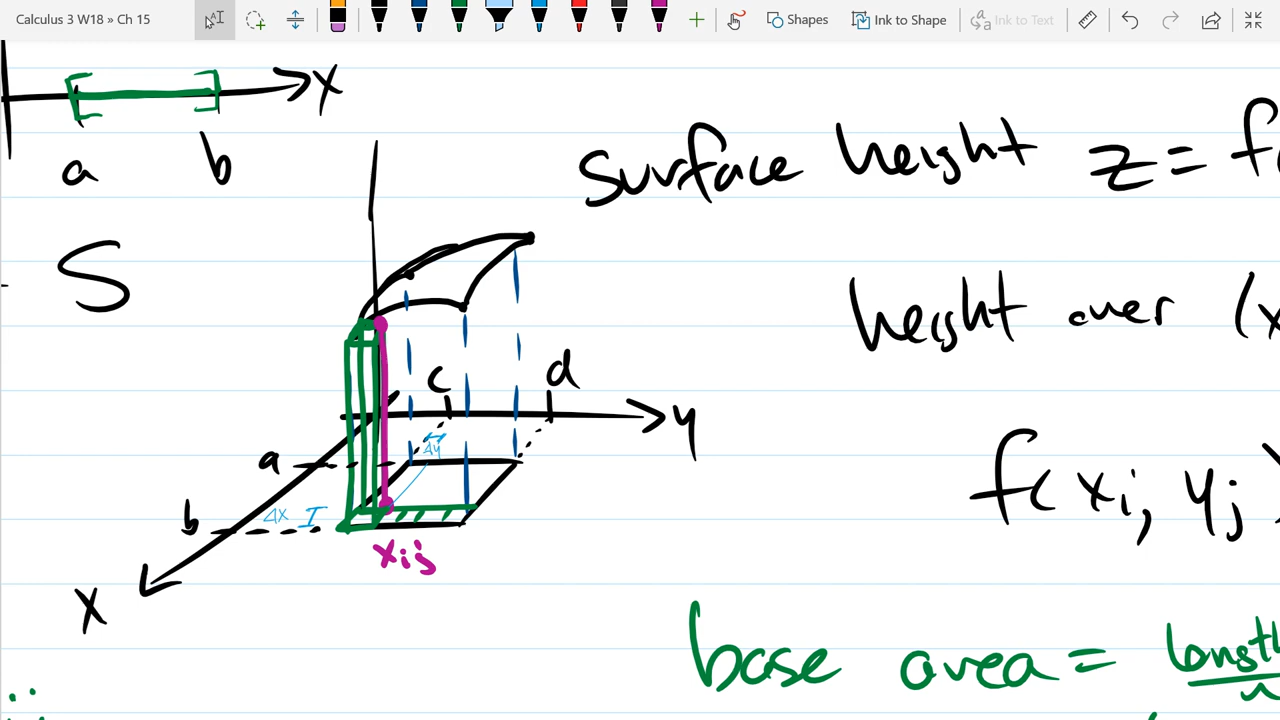 Calculus 3 W18 » Ch 15
Shapes
Ink to Shape
Ink to Text
x
a
b
surface height z = f
S
height over (x
c
d
y
a
Δy
b
Δx
f(xi, yj)
xij
x
base area = length